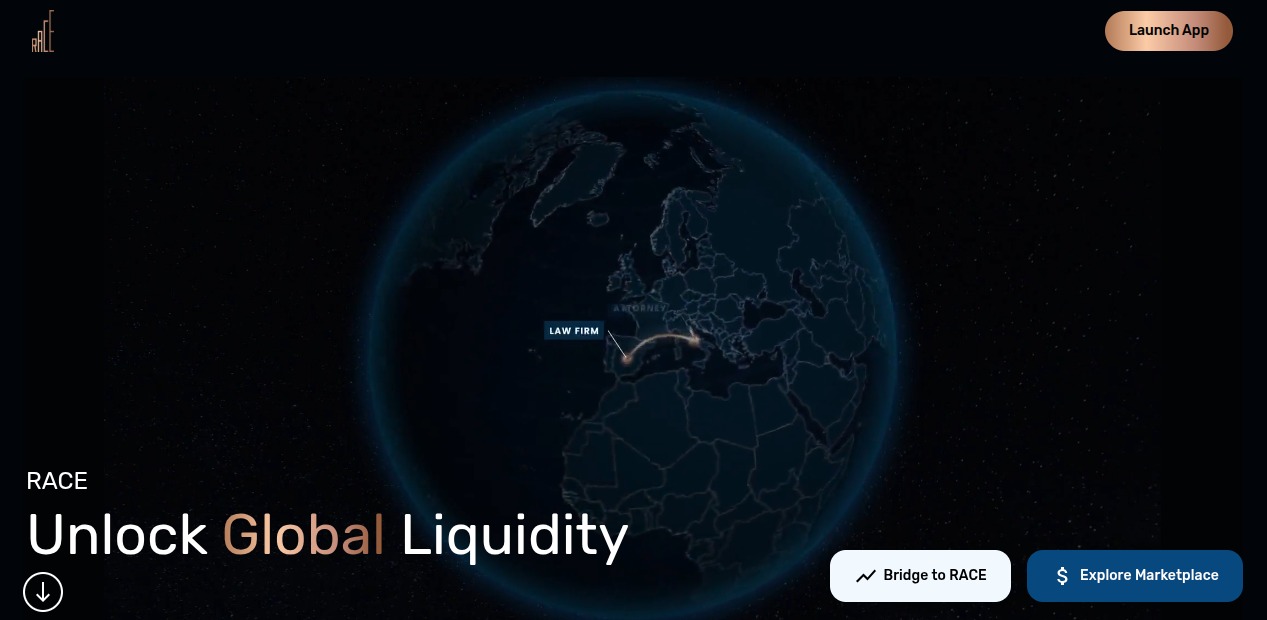 RACE
Launch App
ATTORNEY
LAW FIRM
RACE
Unlock Global Liquidity
Bridge to RACE
Explore Marketplace